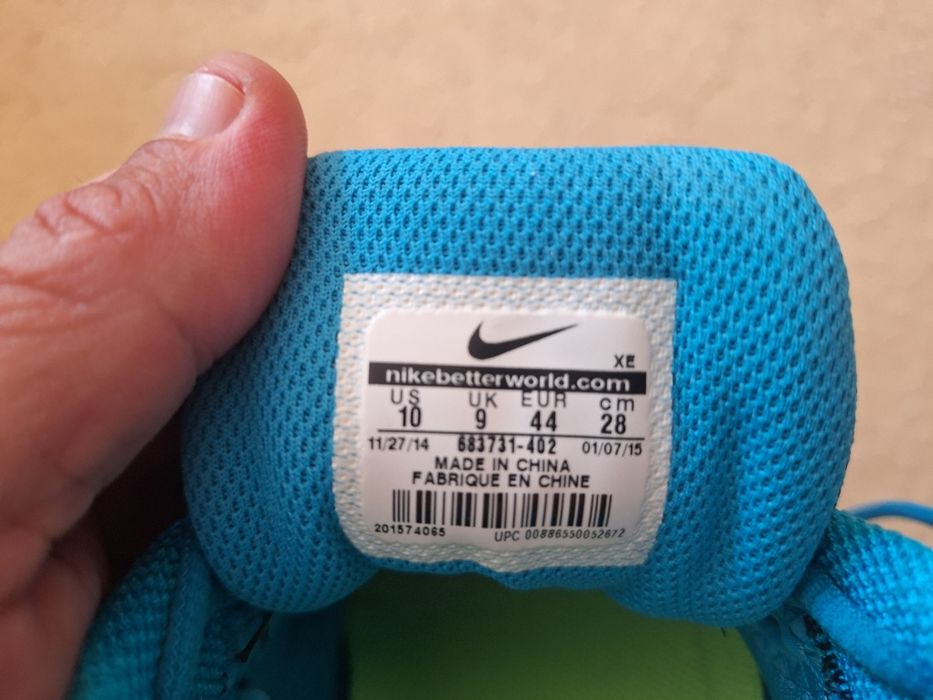 XE
nikebetterworld.com
US UK EUR cm
10 9 44 28
11/27/14 683731-402 01/07/15
MADE IN CHINA
FABRIQUE EN CHINE
201574065 UPC 00886550052672